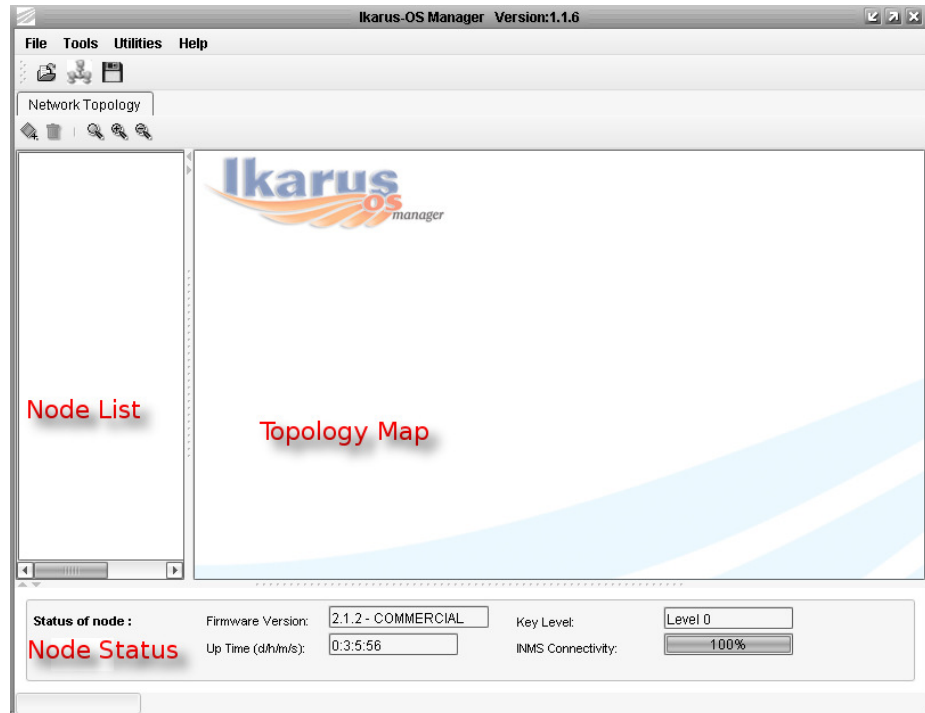 Ikarus-OS Manager Version:1.1.6
File Tools Utilities Help
Network Topology
Ikarus
os
manager
Node List
Topology Map
Status of node :
Firmware Version:
2.1.2 - COMMERCIAL
Key Level:
Level 0
Node Status
Up Time (d/h/m/s):
0:3:5:56
INMS Connectivity:
100%